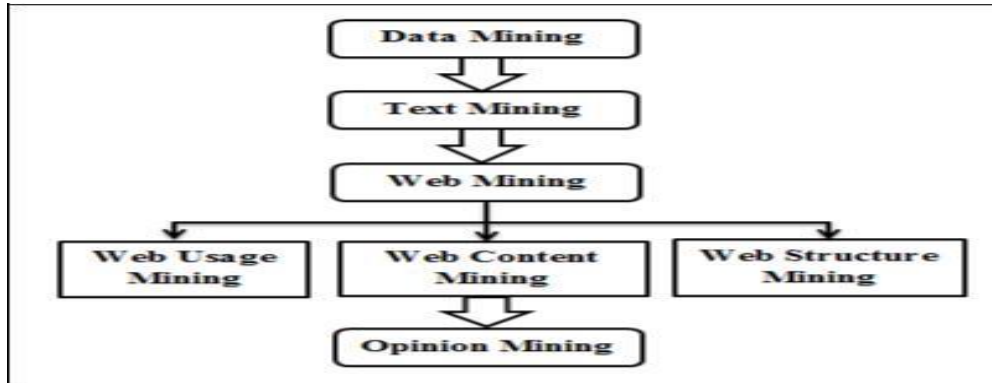 Data Mining
Text Mining
Web Mining
Web Usage
Mining
Web Content
Mining
Web Structure
Mining
Opinion Mining